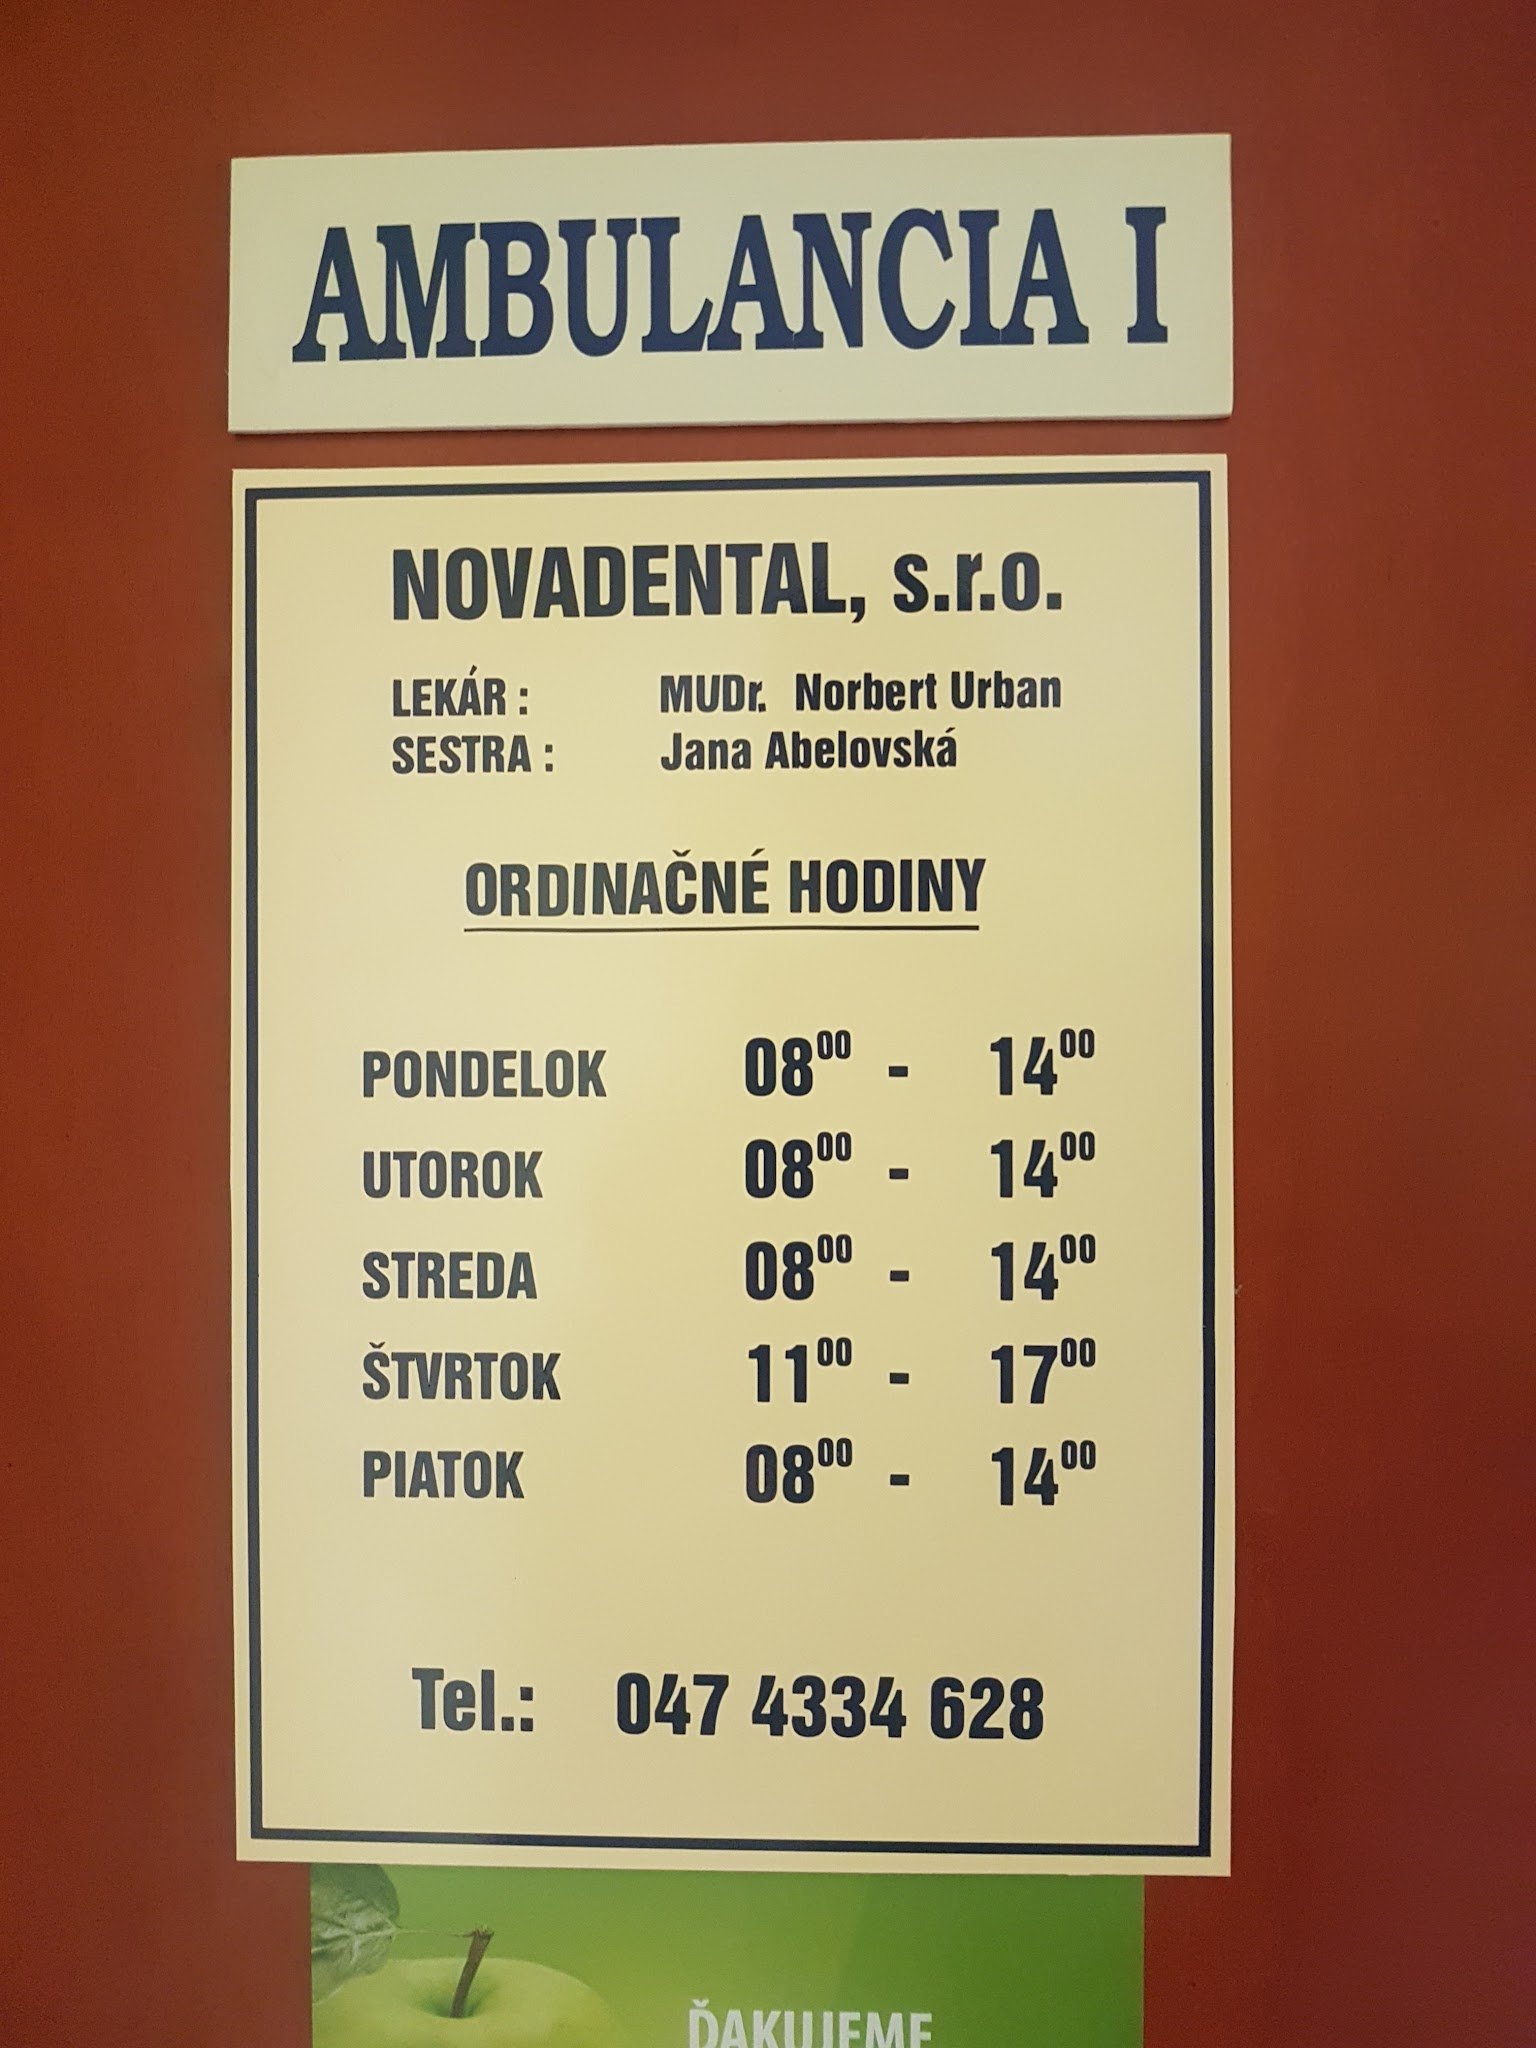 AMBULANCIA I
NOVADENTAL, s.r.o.
LEKÁR : MUDr. Norbert Urban
SESTRA : Jana Abelovská
ORDINAČNÉ HODINY
PONDELOK 08⁰⁰ - 14⁰⁰
UTOROK 08⁰⁰ - 14⁰⁰
STREDA 08⁰⁰ - 14⁰⁰
ŠTVRTOK 11⁰⁰ - 17⁰⁰
PIATOK 08⁰⁰ - 14⁰⁰
Tel.: 047 4334 628
ĎAKUJEME